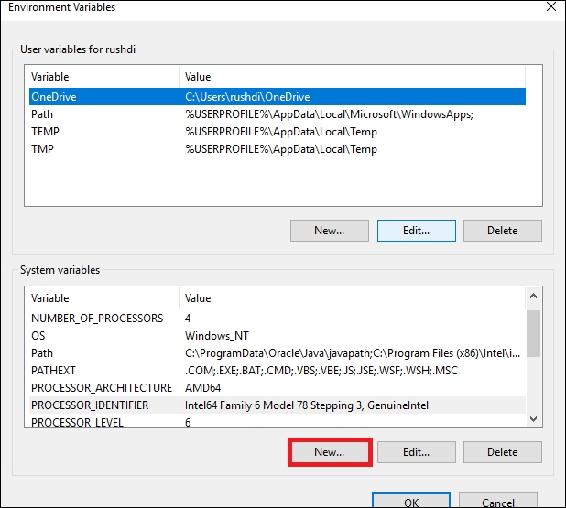 Environment Variables
User variables for rushdi
Variable Value
OneDrive C:\Users\rushdi\OneDrive
Path %USERPROFILE%\AppData\Local\Microsoft\WindowsApps;
TEMP %USERPROFILE%\AppData\Local\Temp
TMP %USERPROFILE%\AppData\Local\Temp
New... Edit... Delete
System variables
Variable Value
NUMBER_OF_PROCESSORS 4
OS Windows_NT
Path C:\ProgramData\Oracle\Java\javapath;C:\Program Files (x86)\Intel\i...
PATHEXT .COM;.EXE;.BAT;.CMD;.VBS;.VBE;.JS;.JSE;.WSF;.WSH;.MSC
PROCESSOR_ARCHITECTURE AMD64
PROCESSOR_IDENTIFIER Intel64 Family 6 Model 78 Stepping 3, GenuineIntel
PROCESSOR_LEVEL 6
New... Edit... Delete
OK Cancel